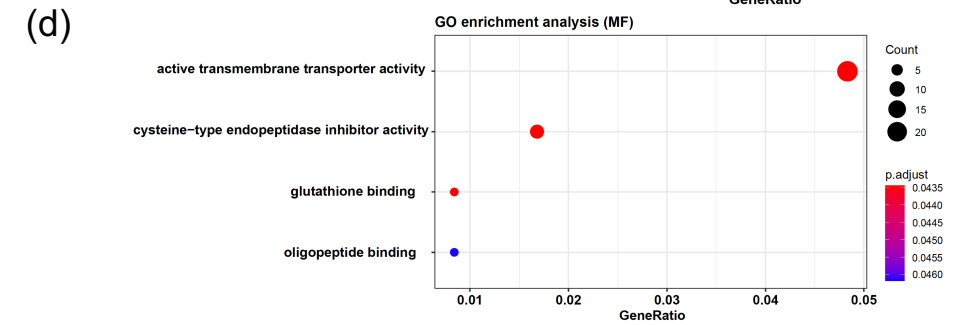 (d)
GeneRatio
GO enrichment analysis (MF)
active transmembrane transporter activity
cysteine−type endopeptidase inhibitor activity
glutathione binding
oligopeptide binding
0.01 0.02 0.03 0.04 0.05
GeneRatio
Count
5
10
15
20
p.adjust
0.0435
0.0440
0.0445
0.0450
0.0455
0.0460